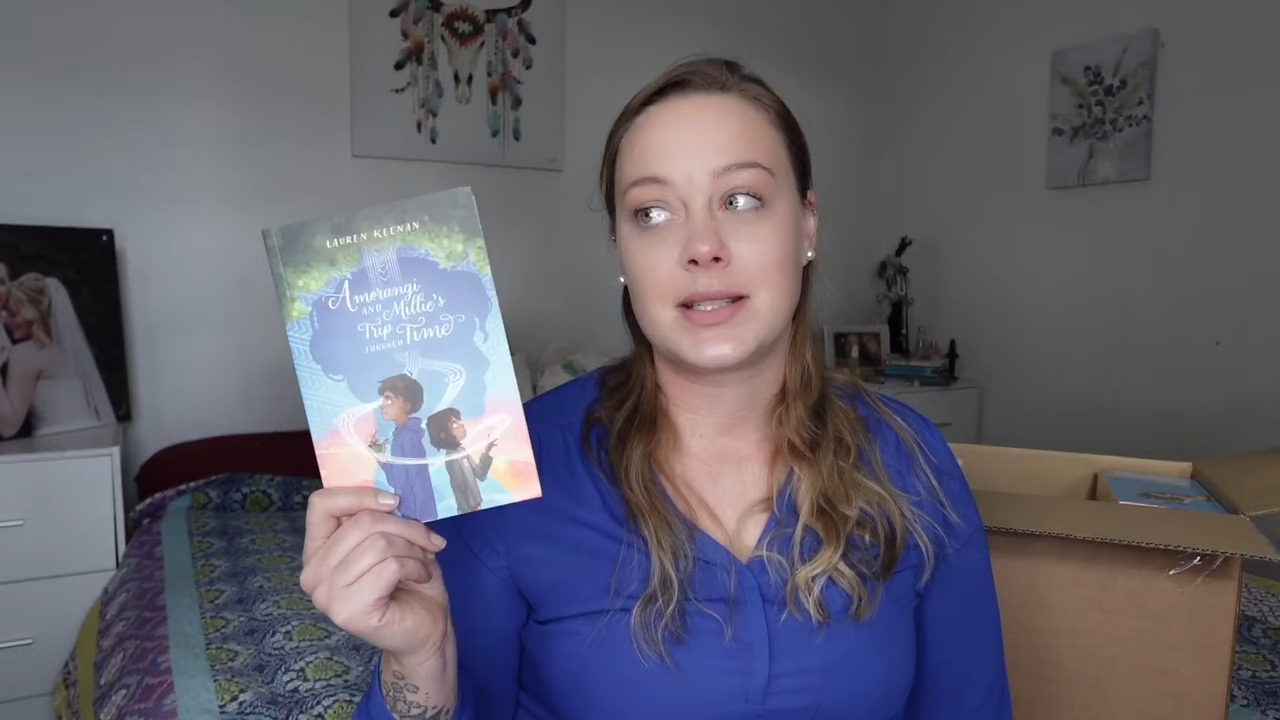 LAUREN KEENAN
Amorangi
AND Millie's
Trip
THROUGH Time